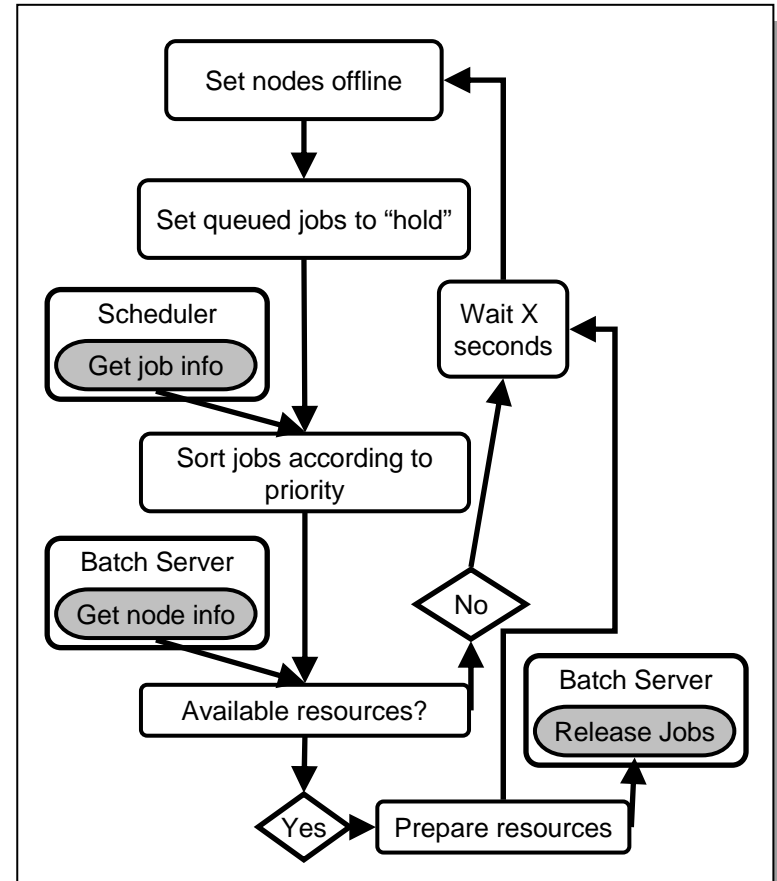 Set nodes offline
Set queued jobs to “hold”
Scheduler
Get job info
Wait X
seconds
Sort jobs according to
priority
Batch Server
Get node info
No
Available resources?
Batch Server
Release Jobs
Yes
Prepare resources